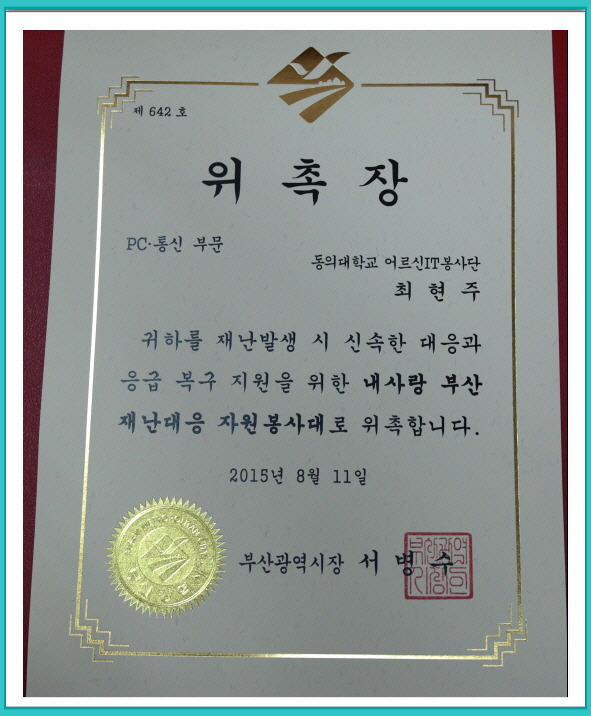 제 642 호
위 촉 장
PC·통신 부문
동의대학교 어르신IT봉사단
최 현 주
귀하를 재난발생 시 신속한 대응과
응급 복구 지원을 위한 내사랑 부산
재난대응 자원봉사대로 위촉합니다.
2015년 8월 11일
부산광역시장 서 병 수